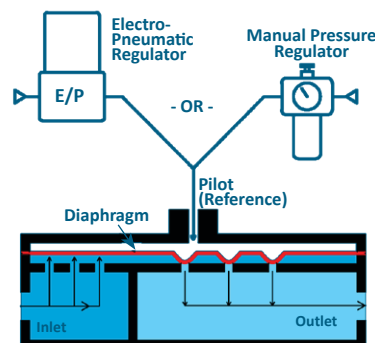 Electro-
Pneumatic
Regulator
Manual Pressure
Regulator
E/P
- OR -
Pilot
(Reference)
Diaphragm
Inlet
Outlet